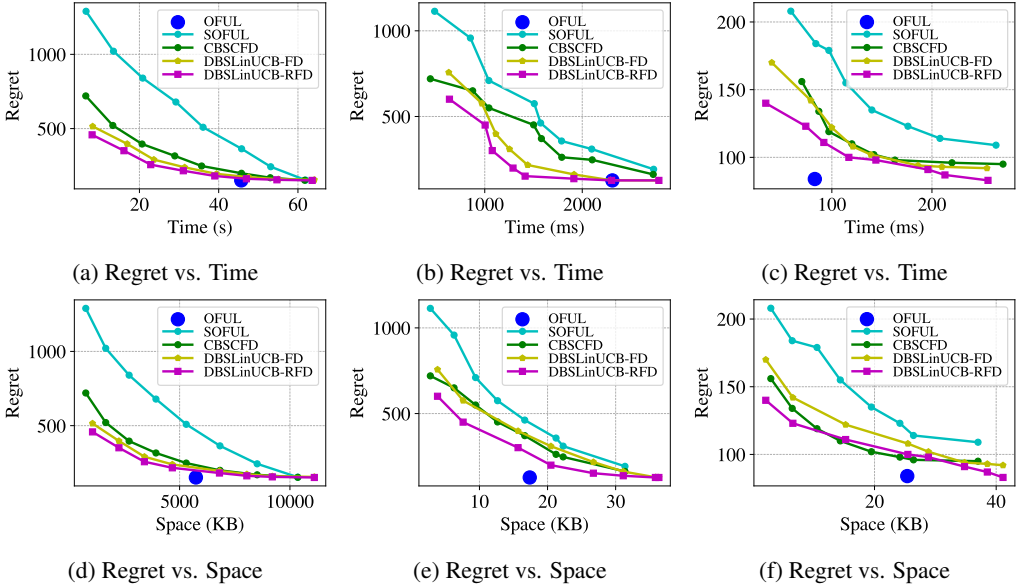 1000
500
Regret
20
40
60
Time (s)
OFUL
SOFUL
CBSCFD
DBSLinUCB-FD
DBSLinUCB-RFD
(a) Regret vs. Time
1000
500
Regret
1000
2000
Time (ms)
OFUL
SOFUL
CBSCFD
DBSLinUCB-FD
DBSLinUCB-RFD
(b) Regret vs. Time
200
150
100
Regret
100
200
Time (ms)
OFUL
SOFUL
CBSCFD
DBSLinUCB-FD
DBSLinUCB-RFD
(c) Regret vs. Time
1000
500
Regret
5000
10000
Space (KB)
OFUL
SOFUL
CBSCFD
DBSLinUCB-FD
DBSLinUCB-RFD
(d) Regret vs. Space
1000
500
Regret
10
20
30
Space (KB)
OFUL
SOFUL
CBSCFD
DBSLinUCB-FD
DBSLinUCB-RFD
(e) Regret vs. Space
200
150
100
Regret
20
40
Space (KB)
OFUL
SOFUL
CBSCFD
DBSLinUCB-FD
DBSLinUCB-RFD
(f) Regret vs. Space